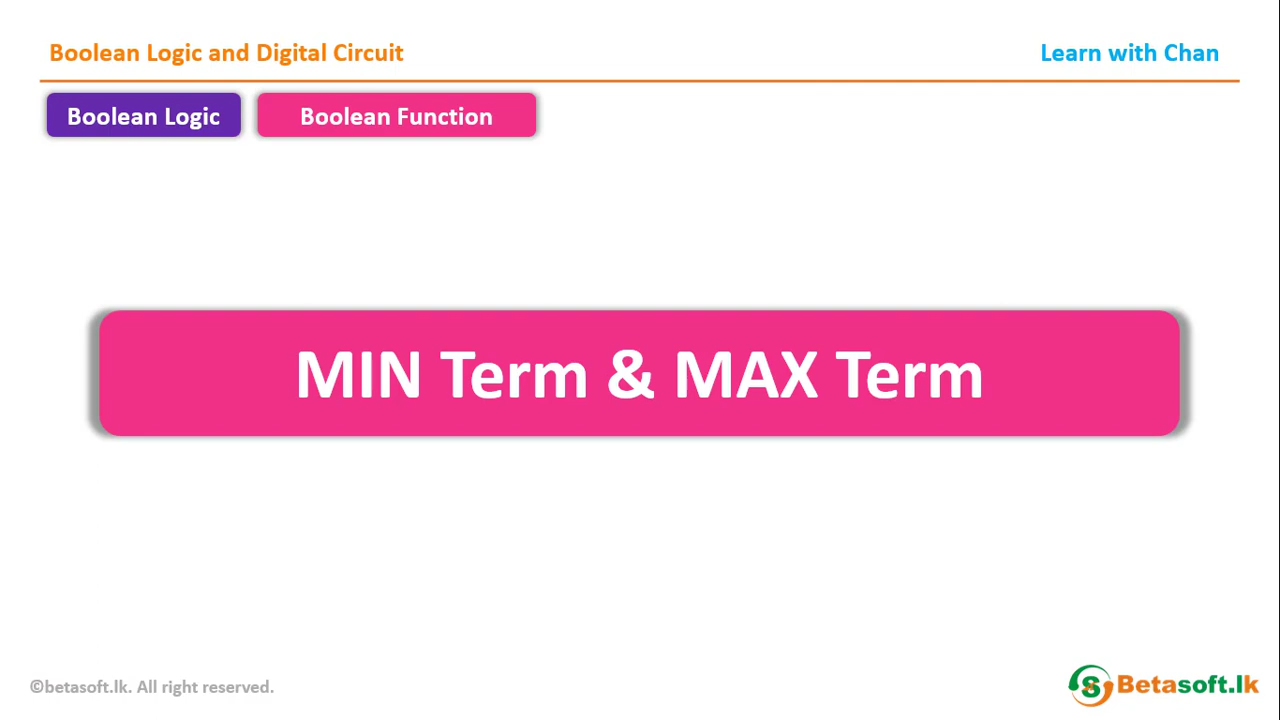 Boolean Logic and Digital Circuit
Learn with Chan
Boolean Logic
Boolean Function
MIN Term & MAX Term
©betasoft.lk. All right reserved.
Betasoft.lk